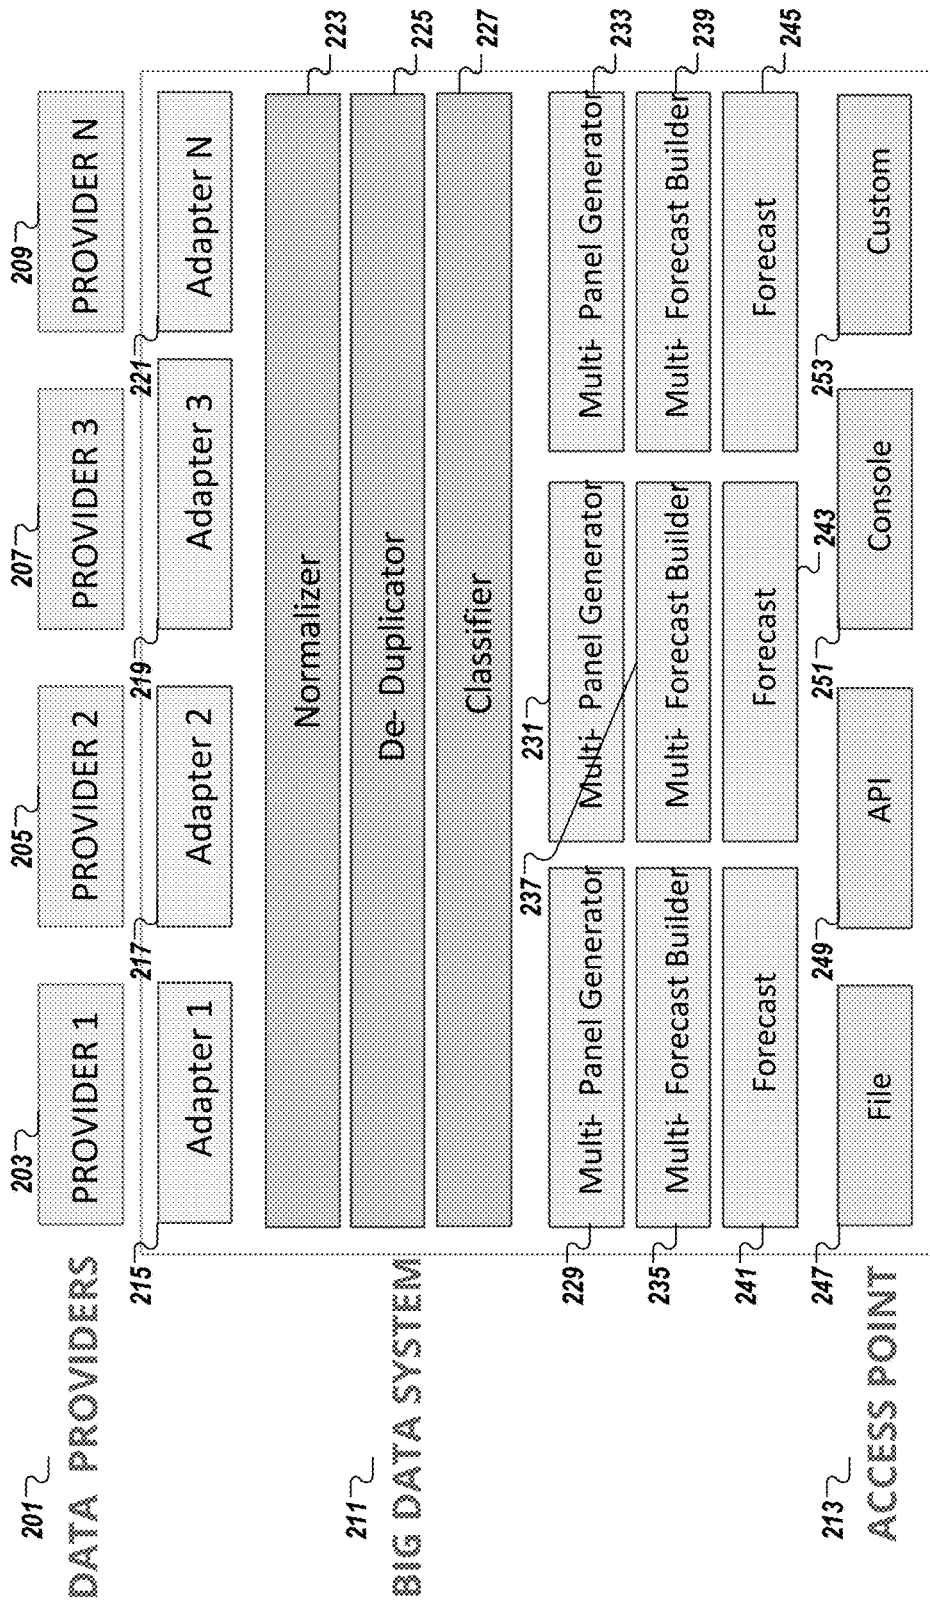 201
DATA PROVIDERS
203
PROVIDER 1
205
PROVIDER 2
207
PROVIDER 3
209
PROVIDER N
215
Adapter 1
217
Adapter 2
219
Adapter 3
221
Adapter N
211
BIG DATA SYSTEM
Normalizer
223
De- Duplicator
225
Classifier
227
229
Multi- Panel Generator
231
Multi- Panel Generator
Multi- Panel Generator
233
235
Multi- Forecast Builder
237
Multi- Forecast Builder
Multi- Forecast Builder
239
241
Forecast
Forecast
243
Forecast
245
213
ACCESS POINT
247
File
249
API
251
Console
253
Custom